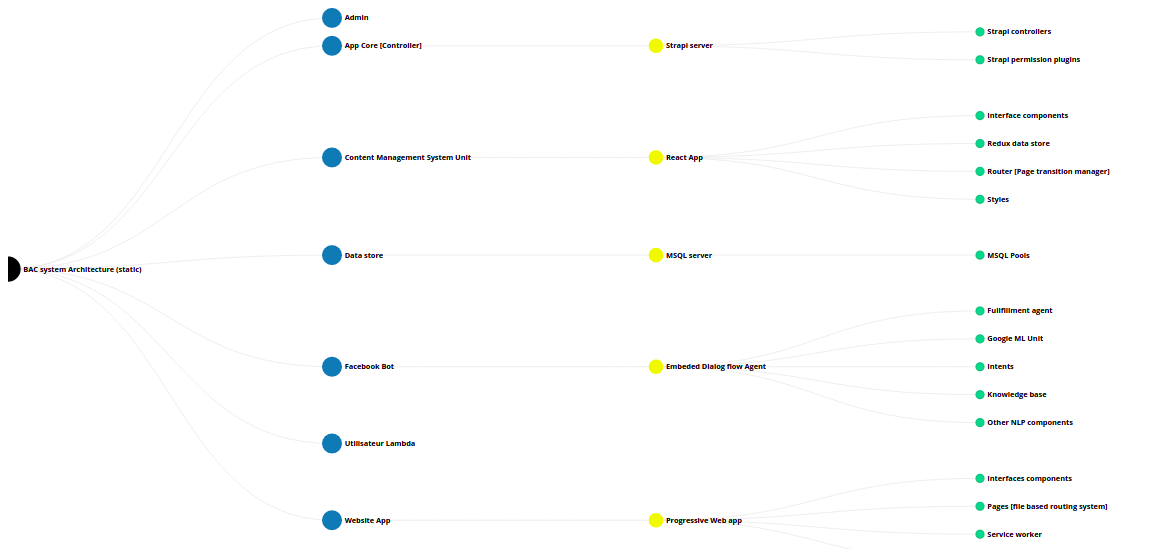 Admin
App Core [Controller]
Strapi server
Strapi controllers
Strapi permission plugins
Content Management System Unit
React App
Interface components
Redux data store
Router [Page transition manager]
Styles
BAC system Architecture (static)
Data store
MSQL server
MSQL Pools
Facebook Bot
Embeded Dialog flow Agent
Fullfillment agent
Google ML Unit
Intents
Knowledge base
Other NLP components
Utilisateur Lambda
Website App
Progressive Web app
Interfaces components
Pages [file based routing system]
Service worker